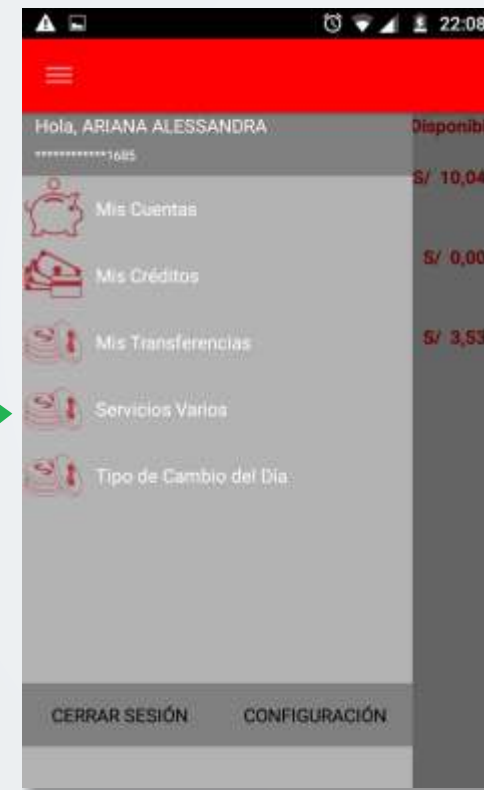 22:08
Hola, ARIANA ALESSANDRA
************1685
Disponibl
S/ 10,04
Mis Cuentas
S/ 0,00
Mis Créditos
S/ 3,53
Mis Transferencias
Servicios Varios
Tipo de Cambio del Día
CERRAR SESIÓN CONFIGURACIÓN